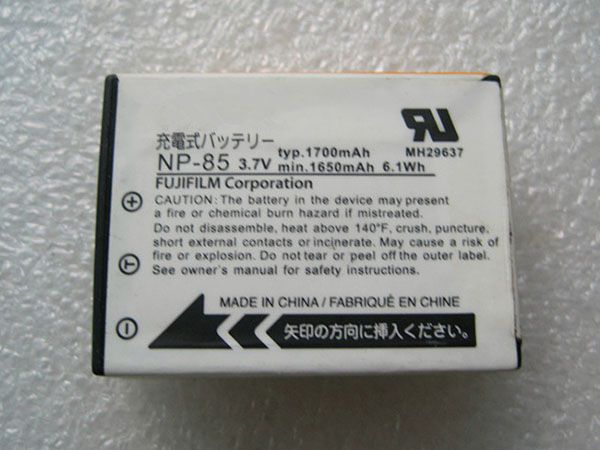 充電式バッテリー
NP-85 3.7V typ.1700mAh
min.1650mAh 6.1Wh
RU
MH29637
FUJIFILM Corporation
CAUTION: The battery in the device may present
a fire or chemical burn hazard if mistreated.
Do not disassemble, heat above 140°F, crush, puncture,
short external contacts or incinerate. May cause a risk of
fire or explosion. Do not tear or peel off the outer label.
See owner's manual for safety instructions.
+
T
−
MADE IN CHINA / FABRIQUÉ EN CHINE
矢印の方向に挿入ください。